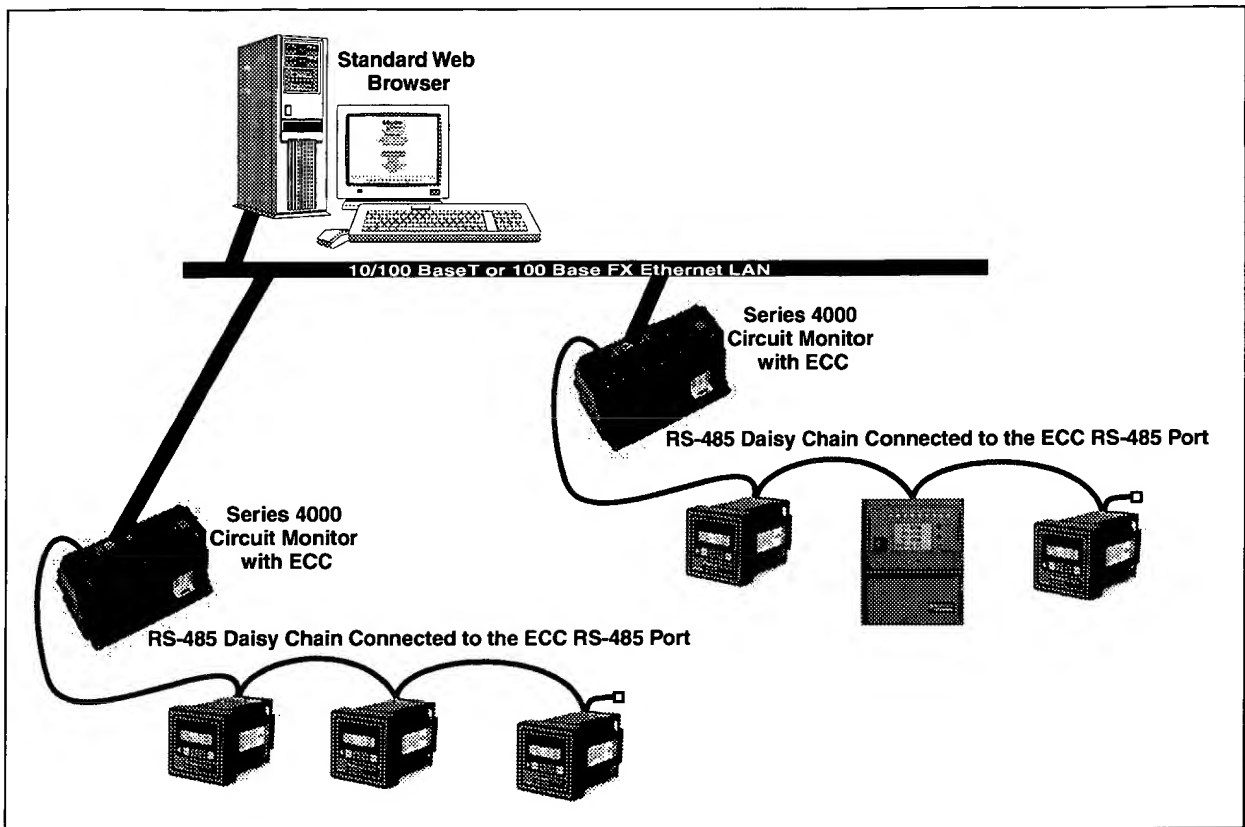 Standard Web
Browser
10/100 BaseT or 100 Base FX Ethernet LAN
Series 4000
Circuit Monitor
with ECC
RS-485 Daisy Chain Connected to the ECC RS-485 Port
Series 4000
Circuit Monitor
with ECC
RS-485 Daisy Chain Connected to the ECC RS-485 Port